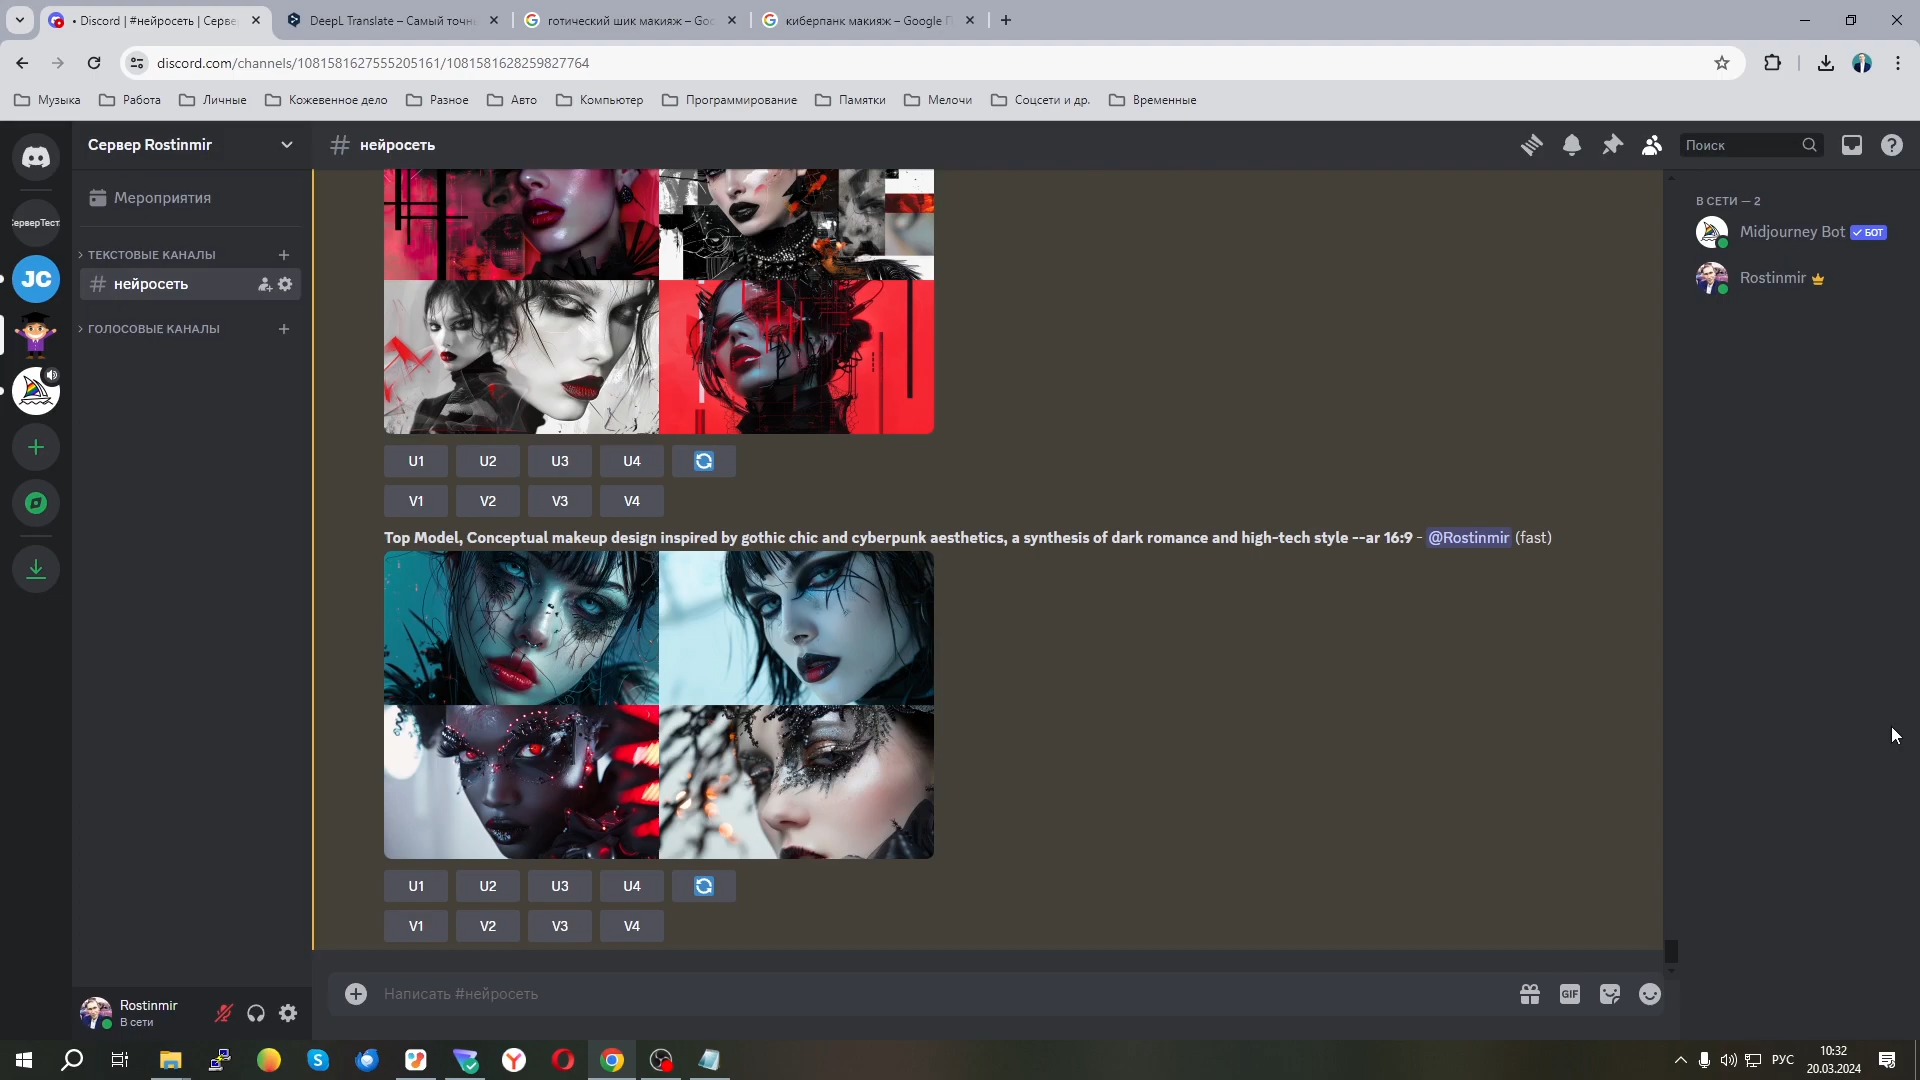 • Discord | #нейросеть | Серве
DeepL Translate – Самый точн
готический шик макияж – Goo
киберпанк макияж – Google П
discord.com/channels/1081581627555205161/1081581628259827764
Музыка
Работа
Личные
Кожевенное дело
Разное
Авто
Компьютер
Программирование
Памятки
Мелочи
Соцсети и др.
Временные
Сервер Rostinmir
нейросеть
Поиск
Мероприятия
ерверТест
ТЕКСТОВЫЕ КАНАЛЫ
JC
нейросеть
ГОЛОСОВЫЕ КАНАЛЫ
В СЕТИ — 2
Midjourney Bot БОТ
Rostinmir
U1 U2 U3 U4
V1 V2 V3 V4
Top Model, Conceptual makeup design inspired by gothic chic and cyberpunk aesthetics, a synthesis of dark romance and high-tech style --ar 16:9 - @Rostinmir (fast)
U1 U2 U3 U4
V1 V2 V3 V4
Написать #нейросеть
GIF
Rostinmir
В сети
РУС
10:32
20.03.2024